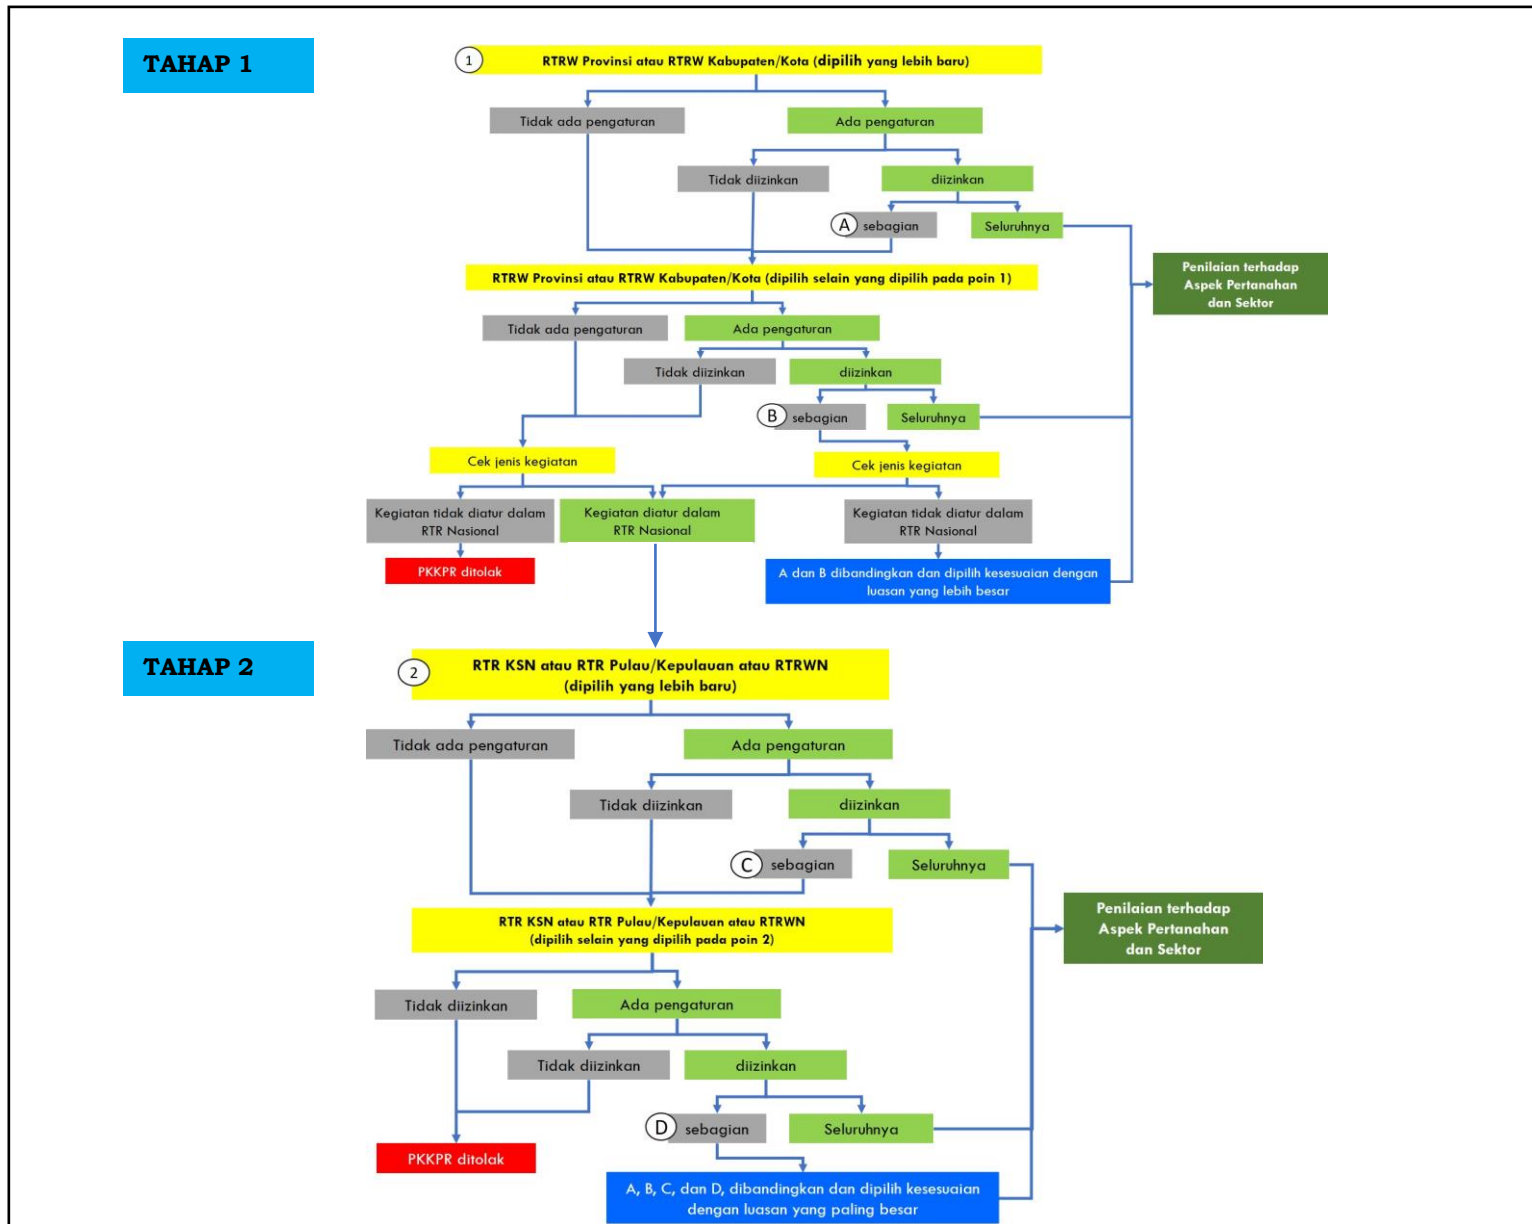 TAHAP 1
1
RTRW Provinsi atau RTRW Kabupaten/Kota (dipilih yang lebih baru)
Tidak ada pengaturan
Ada pengaturan
Tidak diizinkan
diizinkan
A
sebagian
Seluruhnya
Penilaian terhadap
Aspek Pertanahan
dan Sektor
RTRW Provinsi atau RTRW Kabupaten/Kota (dipilih selain yang dipilih pada poin 1)
Tidak ada pengaturan
Ada pengaturan
Tidak diizinkan
diizinkan
B
sebagian
Seluruhnya
Cek jenis kegiatan
Cek jenis kegiatan
Kegiatan tidak diatur dalam
RTR Nasional
Kegiatan diatur dalam
RTR Nasional
Kegiatan tidak diatur dalam
RTR Nasional
PKKPR ditolak
A dan B dibandingkan dan dipilih kesesuaian dengan
luasan yang lebih besar
TAHAP 2
2
RTR KSN atau RTR Pulau/Kepulauan atau RTRWN
(dipilih yang lebih baru)
Tidak ada pengaturan
Ada pengaturan
Tidak diizinkan
diizinkan
C
sebagian
Seluruhnya
Penilaian terhadap
Aspek Pertanahan
dan Sektor
RTR KSN atau RTR Pulau/Kepulauan atau RTRWN
(dipilih selain yang dipilih pada poin 2)
Tidak diizinkan
Ada pengaturan
Tidak diizinkan
diizinkan
D
sebagian
Seluruhnya
PKKPR ditolak
A, B, C, dan D, dibandingkan dan dipilih kesesuaian
dengan luasan yang paling besar